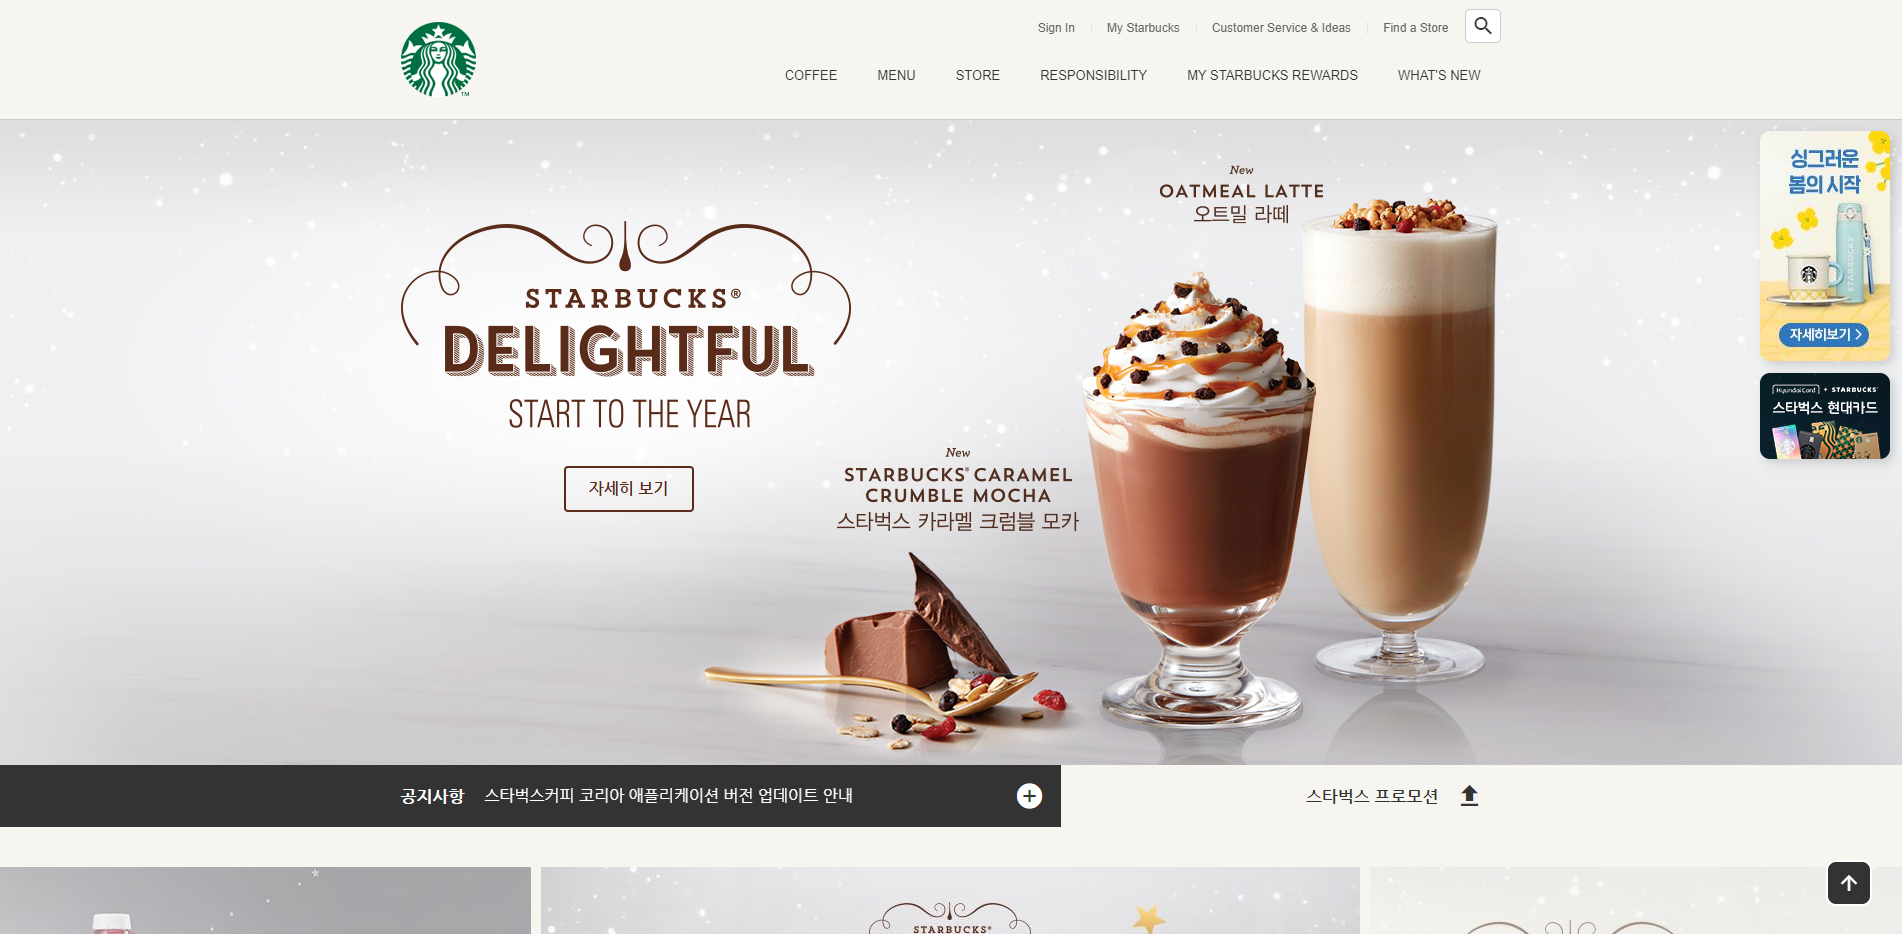 Sign In
My Starbucks
Customer Service & Ideas
Find a Store
TM
COFFEE
MENU
STORE
RESPONSIBILITY
MY STARBUCKS REWARDS
WHAT'S NEW
New
OATMEAL LATTE
오트밀 라떼
STARBUCKS®
DELIGHTFUL
START TO THE YEAR
자세히 보기
New
STARBUCKS® CARAMEL
CRUMBLE MOCHA
스타벅스 카라멜 크럼블 모카
싱그러운
봄의 시작
STARBUCKS
자세히보기 >
HyundaiCard + STARBUCKS
스타벅스 현대카드
공지사항
스타벅스커피 코리아 애플리케이션 버전 업데이트 안내
스타벅스 프로모션
STARBUCKS®